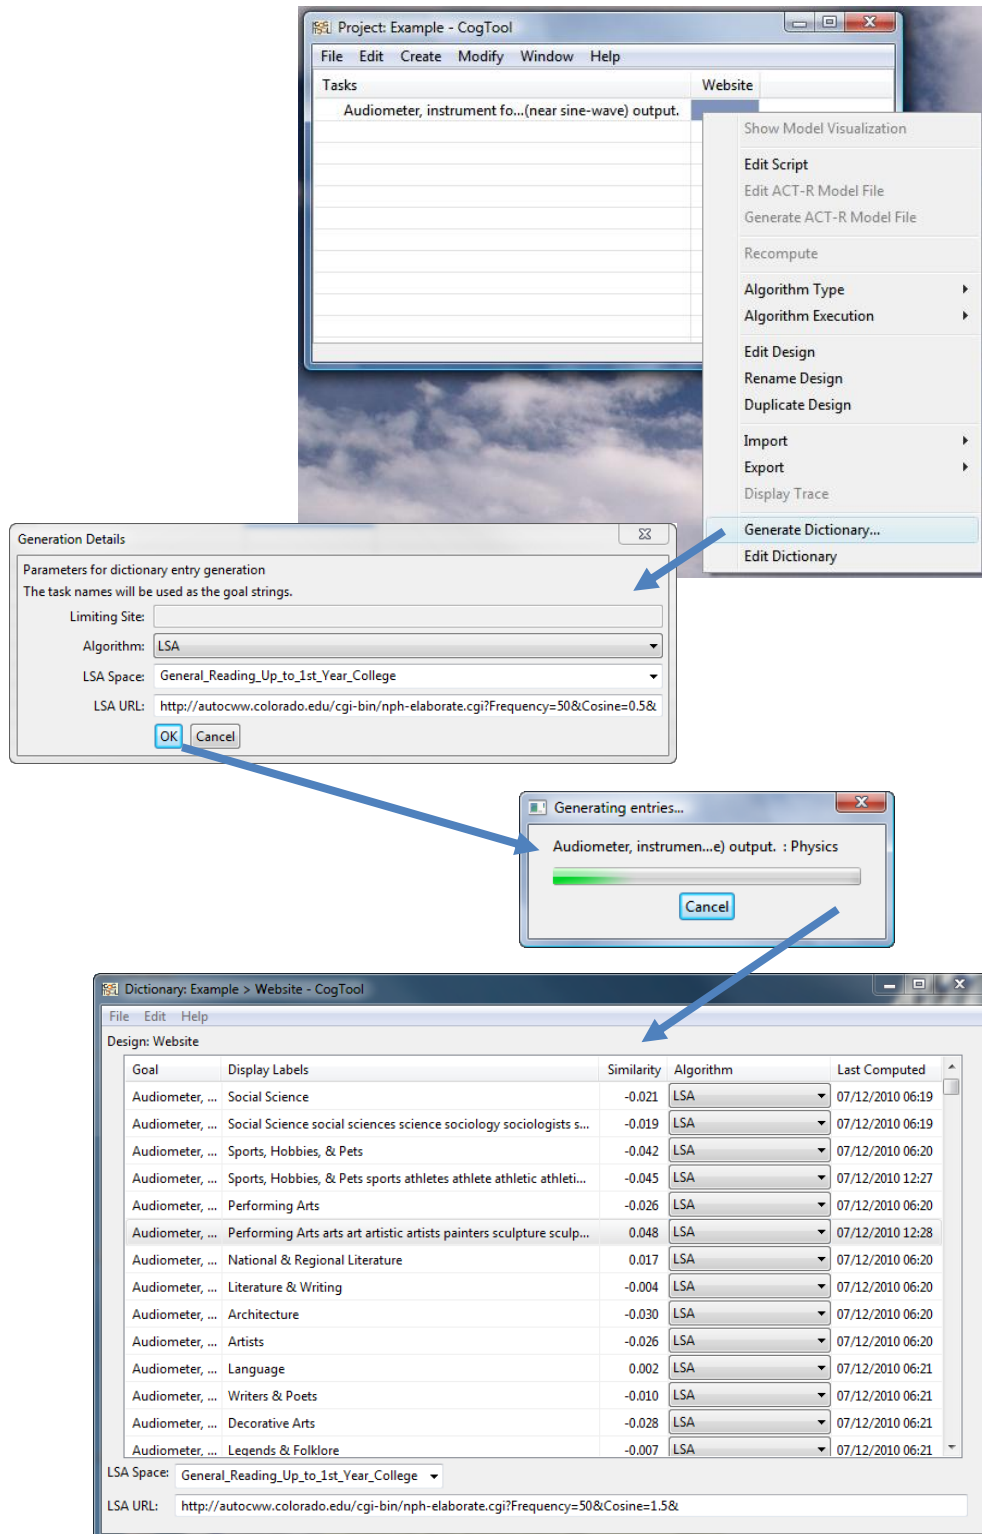 Project: Example - CogTool
File Edit Create Modify Window Help
Tasks Website
Audiometer, instrument fo...(near sine-wave) output.
Show Model Visualization
Edit Script
Edit ACT-R Model File
Generate ACT-R Model File
Recompute
Algorithm Type
Algorithm Execution
Edit Design
Rename Design
Duplicate Design
Import
Export
Display Trace
Generate Dictionary...
Edit Dictionary
Generation Details
Parameters for dictionary entry generation
The task names will be used as the goal strings.
Limiting Site:
Algorithm: LSA
LSA Space: General_Reading_Up_to_1st_Year_College
LSA URL: http://autocww.colorado.edu/cgi-bin/nph-elaborate.cgi?Frequency=50&Cosine=0.5&
OK Cancel
Generating entries...
Audiometer, instrumen...e) output. : Physics
Cancel
Dictionary: Example > Website - CogTool
File Edit Help
Design: Website
Goal Display Labels Similarity Algorithm Last Computed
Audiometer, ... Social Science -0.021 LSA 07/12/2010 06:19
Audiometer, ... Social Science social sciences science sociology sociologists s... -0.019 LSA 07/12/2010 06:19
Audiometer, ... Sports, Hobbies, & Pets -0.042 LSA 07/12/2010 06:20
Audiometer, ... Sports, Hobbies, & Pets sports athletes athlete athletic athleti... -0.045 LSA 07/12/2010 12:27
Audiometer, ... Performing Arts -0.026 LSA 07/12/2010 06:20
Audiometer, ... Performing Arts arts art artistic artists painters sculpture sculp... 0.048 LSA 07/12/2010 12:28
Audiometer, ... National & Regional Literature 0.017 LSA 07/12/2010 06:20
Audiometer, ... Literature & Writing -0.004 LSA 07/12/2010 06:20
Audiometer, ... Architecture -0.030 LSA 07/12/2010 06:20
Audiometer, ... Artists -0.026 LSA 07/12/2010 06:20
Audiometer, ... Language 0.002 LSA 07/12/2010 06:21
Audiometer, ... Writers & Poets -0.010 LSA 07/12/2010 06:21
Audiometer, ... Decorative Arts -0.028 LSA 07/12/2010 06:21
Audiometer, ... Legends & Folklore -0.007 LSA 07/12/2010 06:21
LSA Space: General_Reading_Up_to_1st_Year_College
LSA URL: http://autocww.colorado.edu/cgi-bin/nph-elaborate.cgi?Frequency=50&Cosine=1.5&